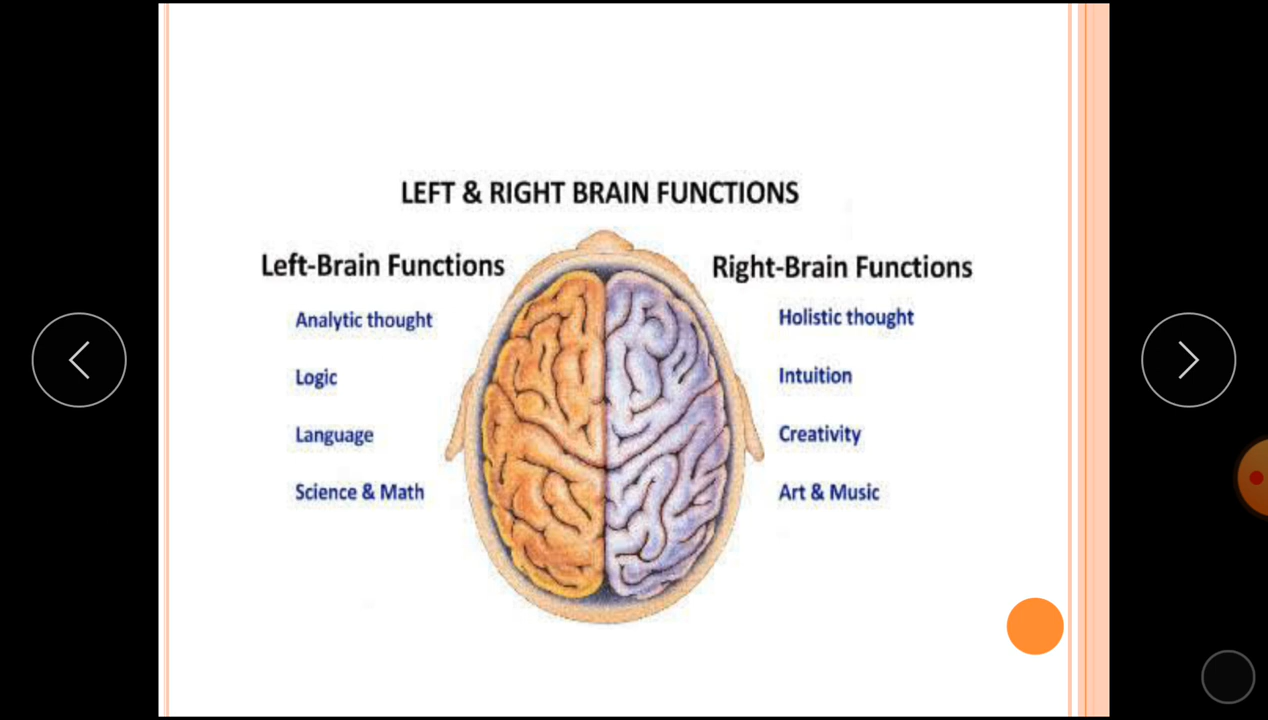 LEFT & RIGHT BRAIN FUNCTIONS
Left-Brain Functions
Analytic thought
Logic
Language
Science & Math
Right-Brain Functions
Holistic thought
Intuition
Creativity
Art & Music